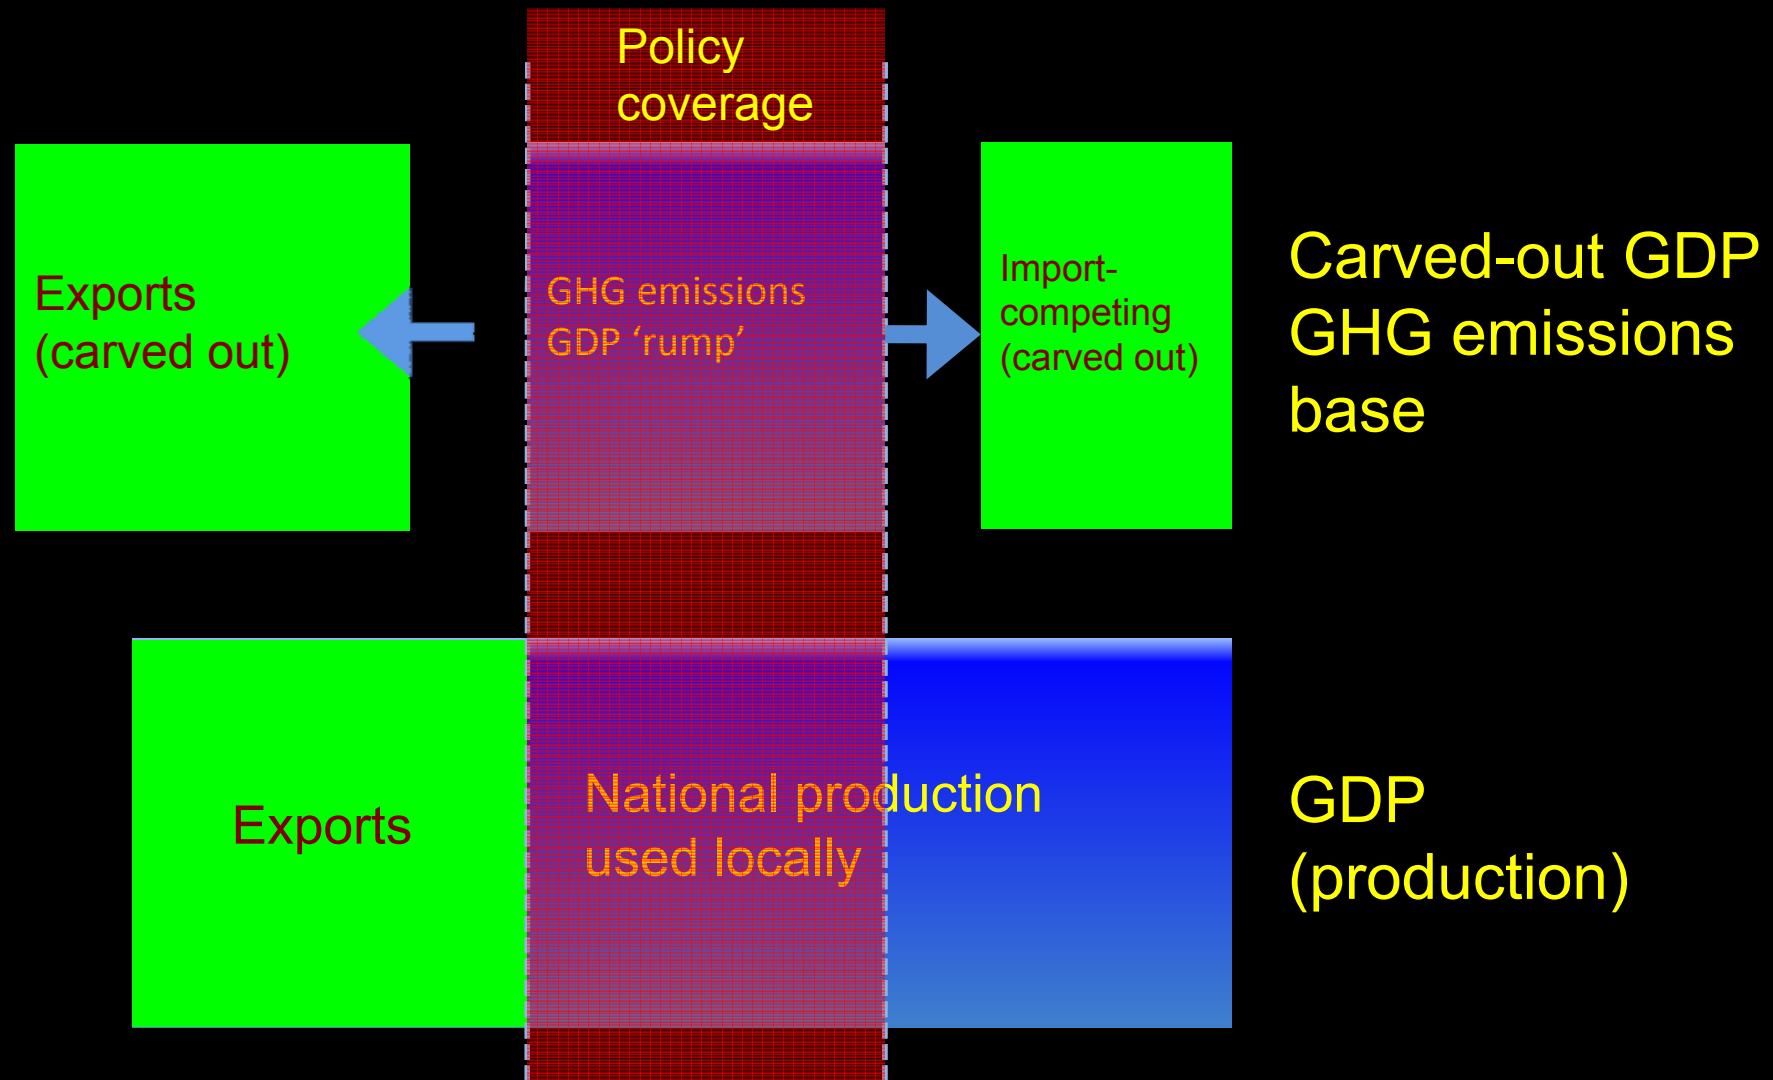 Policy
coverage
Exports
(carved out)
GHG emissions
GDP ‘rump’
Import-
competing
(carved out)
Carved-out GDP
GHG emissions
base
Exports
National production
used locally
GDP
(production)